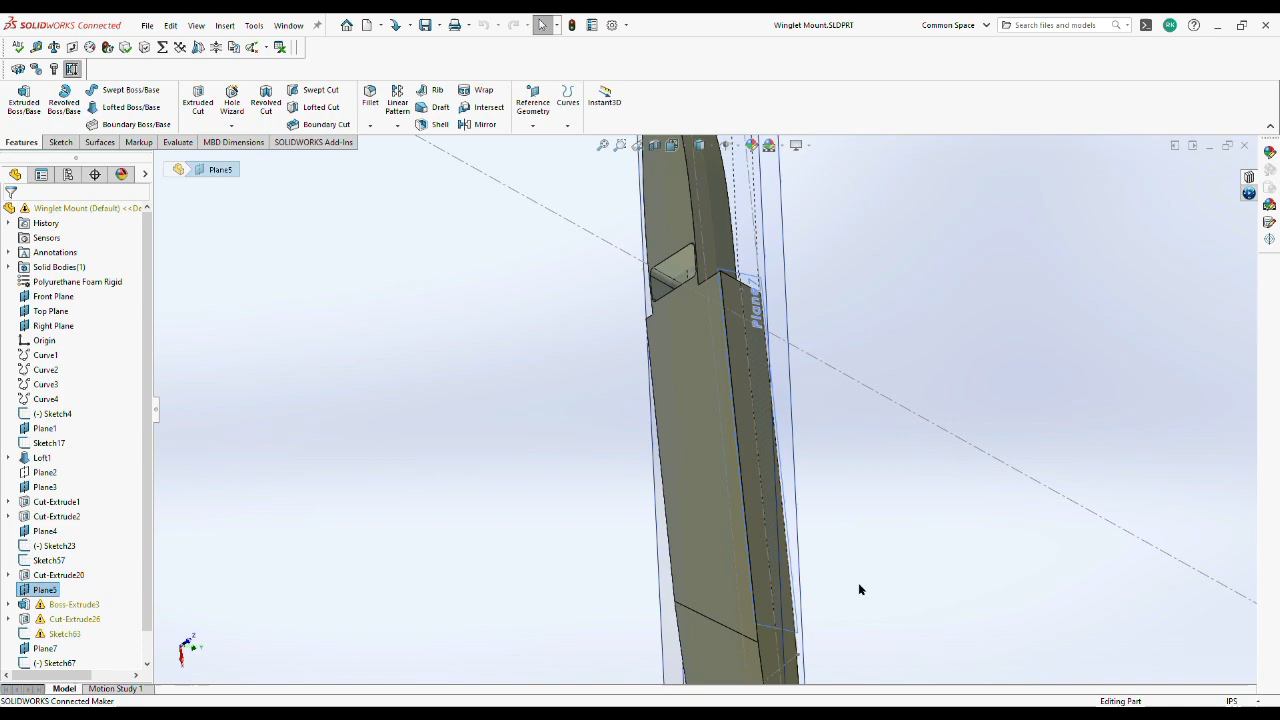 SOLIDWORKS Connected
File Edit View Insert Tools Window
Winglet Mount.SLDPRT
Common Space
Search files and models
RK
Extruded Boss/Base
Revolved Boss/Base
Swept Boss/Base
Lofted Boss/Base
Boundary Boss/Base
Extruded Cut
Hole Wizard
Revolved Cut
Swept Cut
Lofted Cut
Boundary Cut
Fillet
Linear Pattern
Rib
Draft
Shell
Wrap
Intersect
Mirror
Reference Geometry
Curves
Instant3D
Features Sketch Surfaces Markup Evaluate MBD Dimensions SOLIDWORKS Add-Ins
Plane5
Winglet Mount (Default) <<De
History
Sensors
Annotations
Solid Bodies(1)
Polyurethane Foam Rigid
Front Plane
Top Plane
Right Plane
Origin
Curve1
Curve2
Curve3
Curve4
(-) Sketch4
Plane1
Sketch17
Loft1
Plane2
Plane3
Cut-Extrude1
Cut-Extrude2
Plane4
(-) Sketch23
Sketch57
Cut-Extrude20
Plane5
Boss-Extrude3
Cut-Extrude26
Sketch63
Plane7
(-) Sketch67
Model Motion Study 1
SOLIDWORKS Connected Maker
Editing Part
IPS